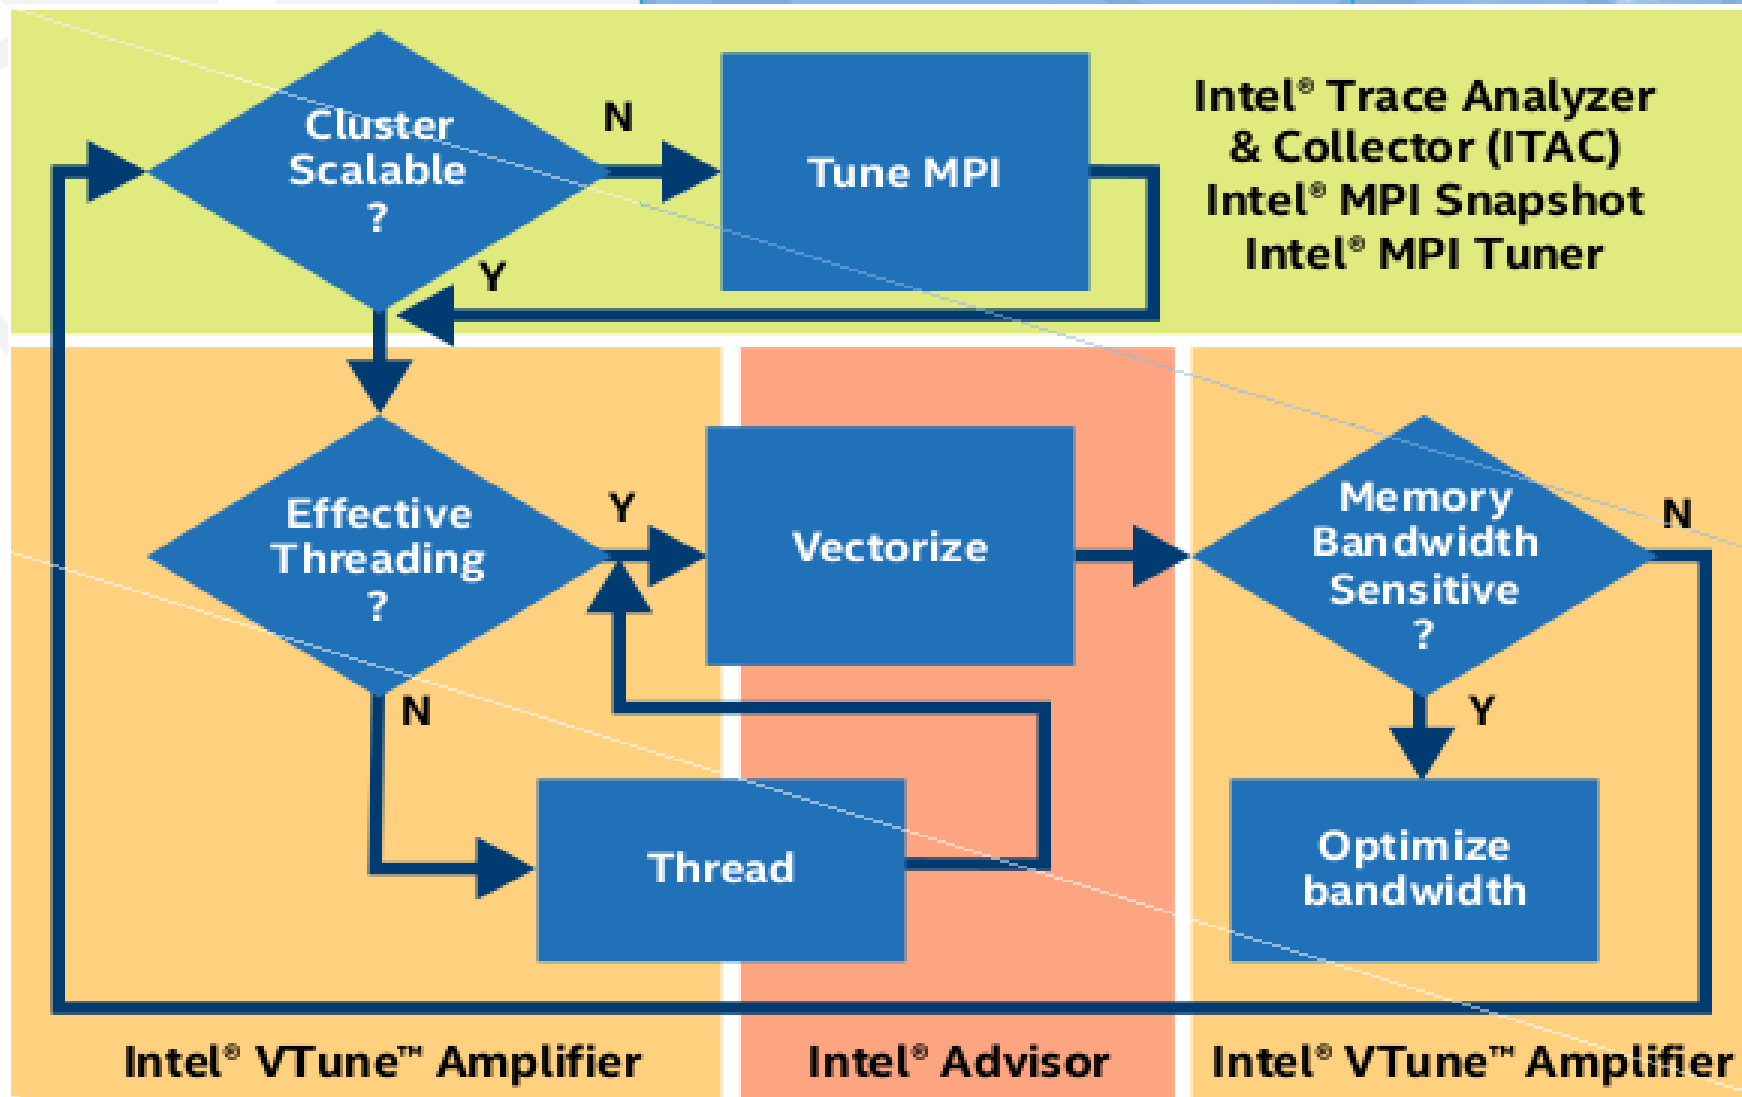 Cluster
Scalable
?
N
Tune MPI
Intel® Trace Analyzer
& Collector (ITAC)
Intel® MPI Snapshot
Intel® MPI Tuner
Y
Effective
Threading
?
Y
Vectorize
Memory
Bandwidth
Sensitive
?
N
N
Y
Thread
Optimize
bandwidth
Intel® VTune™ Amplifier
Intel® Advisor
Intel® VTune™ Amplifier